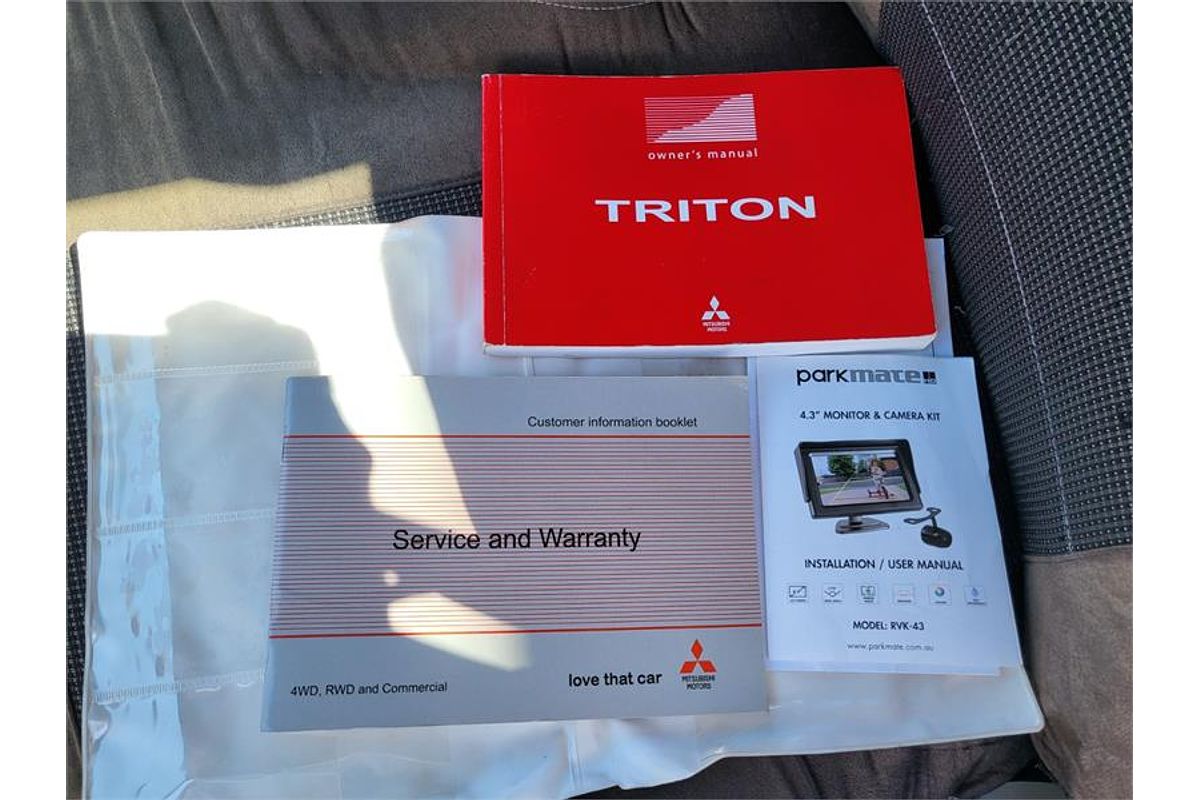 owner's manual
TRITON
MITSUBISHI
MOTORS
parkmate
4.3" MONITOR & CAMERA KIT
INSTALLATION / USER MANUAL
MODEL: RVK-43
www.parkmate.com.au
Customer information booklet
Service and Warranty
4WD, RWD and Commercial
love that car
MITSUBISHI
MOTORS